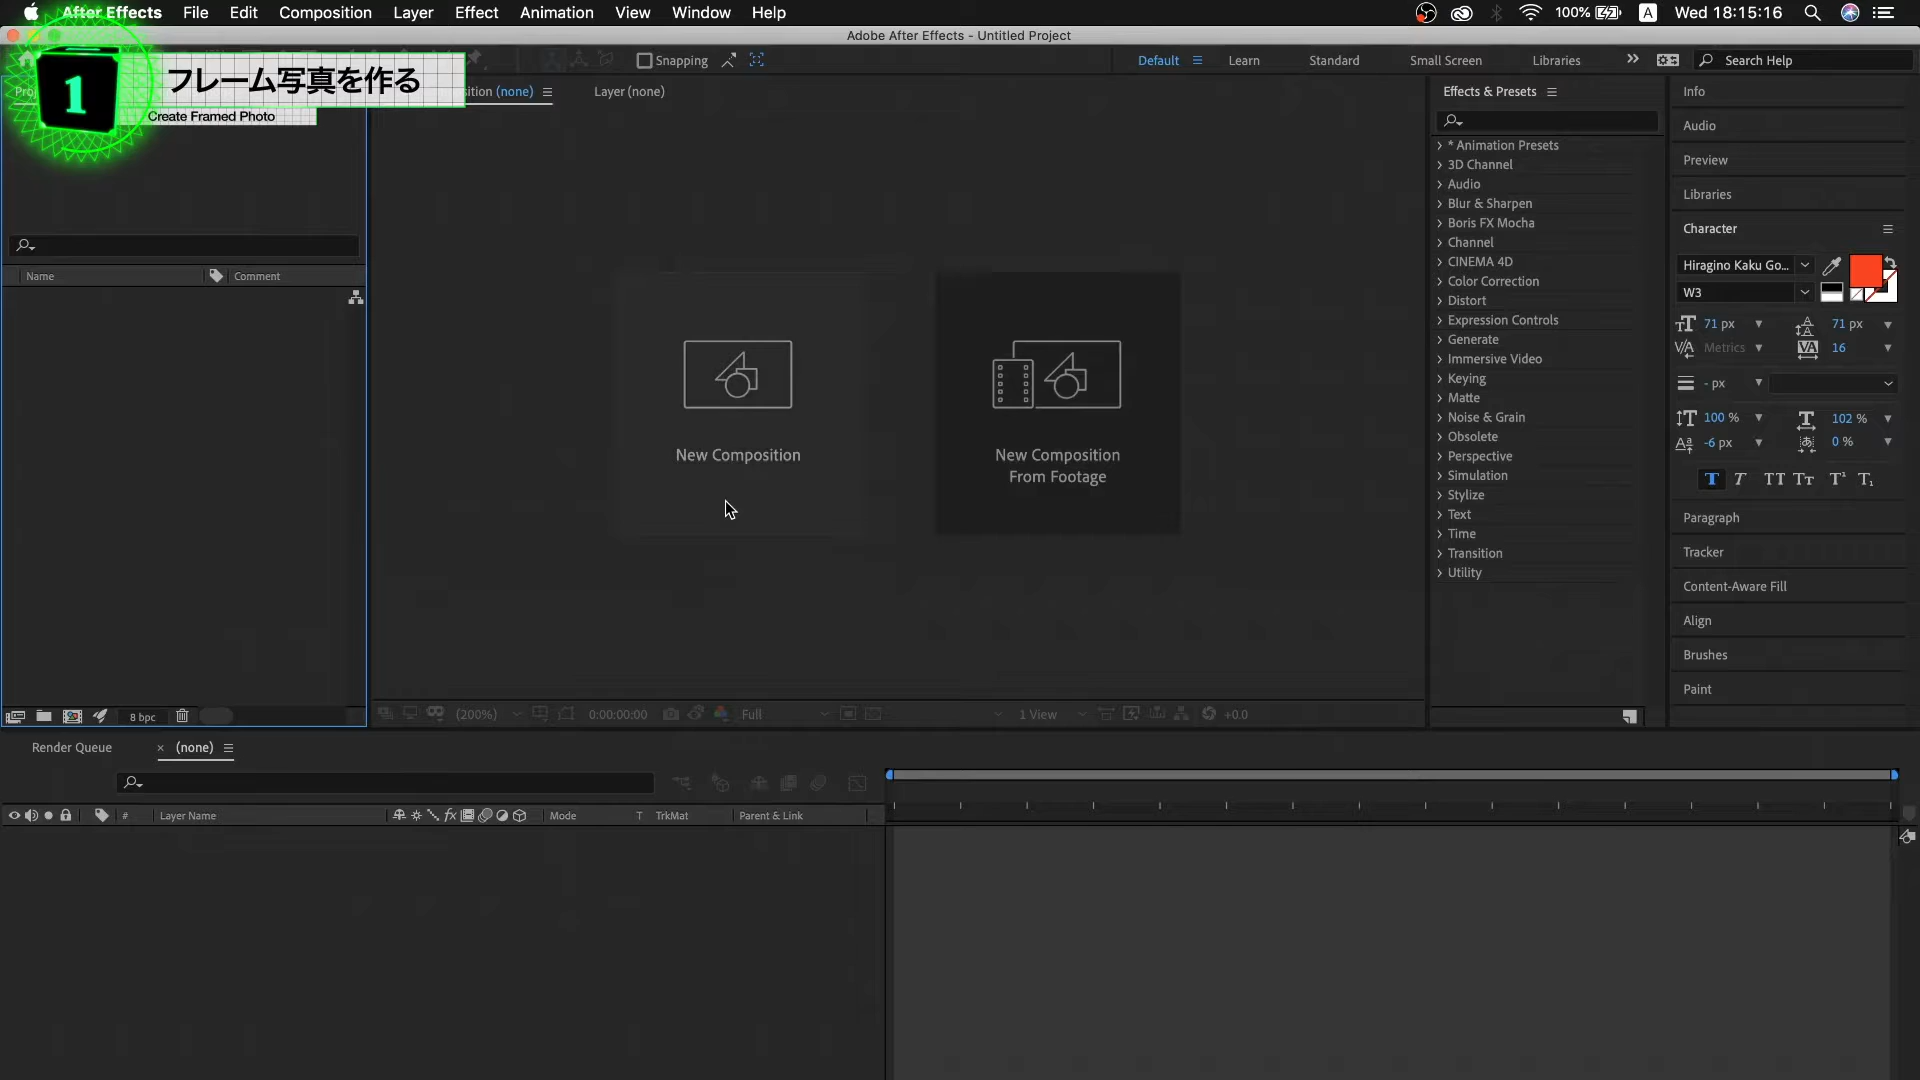 After Effects File Edit Composition Layer Effect Animation View Window Help
100% A Wed 18:15:16
Adobe After Effects - Untitled Project
1
フレーム写真を作る
Create Framed Photo
Snapping
Default Learn Standard Small Screen Libraries
Search Help
(none)
Layer (none)
Name Comment
New Composition
New Composition
From Footage
8 bpc
(200%) 0:00:00:00 Full 1 View +0.0
Effects & Presets
* Animation Presets
3D Channel
Audio
Blur & Sharpen
Boris FX Mocha
Channel
CINEMA 4D
Color Correction
Distort
Expression Controls
Generate
Immersive Video
Keying
Matte
Noise & Grain
Obsolete
Perspective
Simulation
Stylize
Text
Time
Transition
Utility
Info
Audio
Preview
Libraries
Character
Hiragino Kaku Go...
W3
71 px 71 px
Metrics 16
- px
100 % 102 %
-6 px 0 %
Paragraph
Tracker
Content-Aware Fill
Align
Brushes
Paint
Render Queue × (none)
# Layer Name Mode T TrkMat Parent & Link